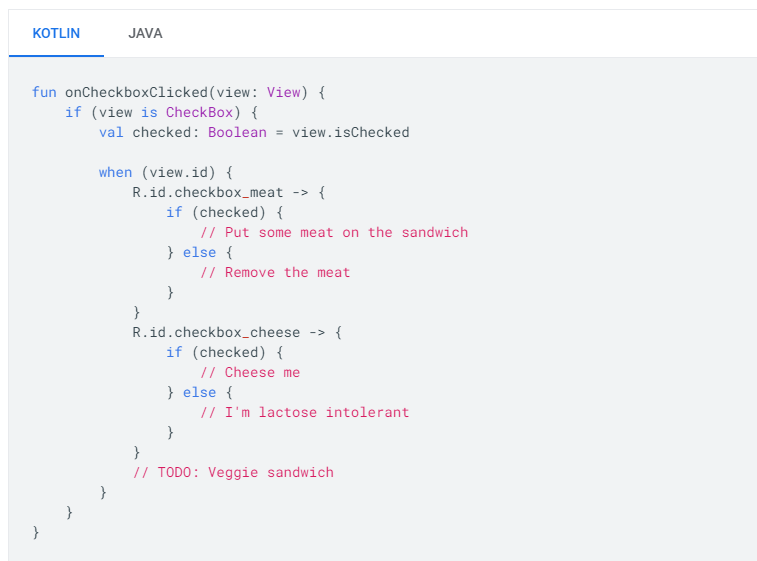 KOTLIN JAVA
fun onCheckboxClicked(view: View) {
    if (view is CheckBox) {
        val checked: Boolean = view.isChecked

        when (view.id) {
            R.id.checkbox_meat -> {
                if (checked) {
                    // Put some meat on the sandwich
                } else {
                    // Remove the meat
                }
            }
            R.id.checkbox_cheese -> {
                if (checked) {
                    // Cheese me
                } else {
                    // I'm lactose intolerant
                }
            }
            // TODO: Veggie sandwich
        }
    }
}